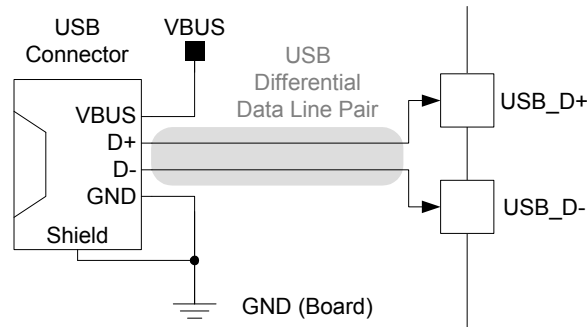 USB
Connector
VBUS
USB
Differential
Data Line Pair
VBUS
D+
D-
GND
Shield
USB_D+
USB_D-
GND (Board)